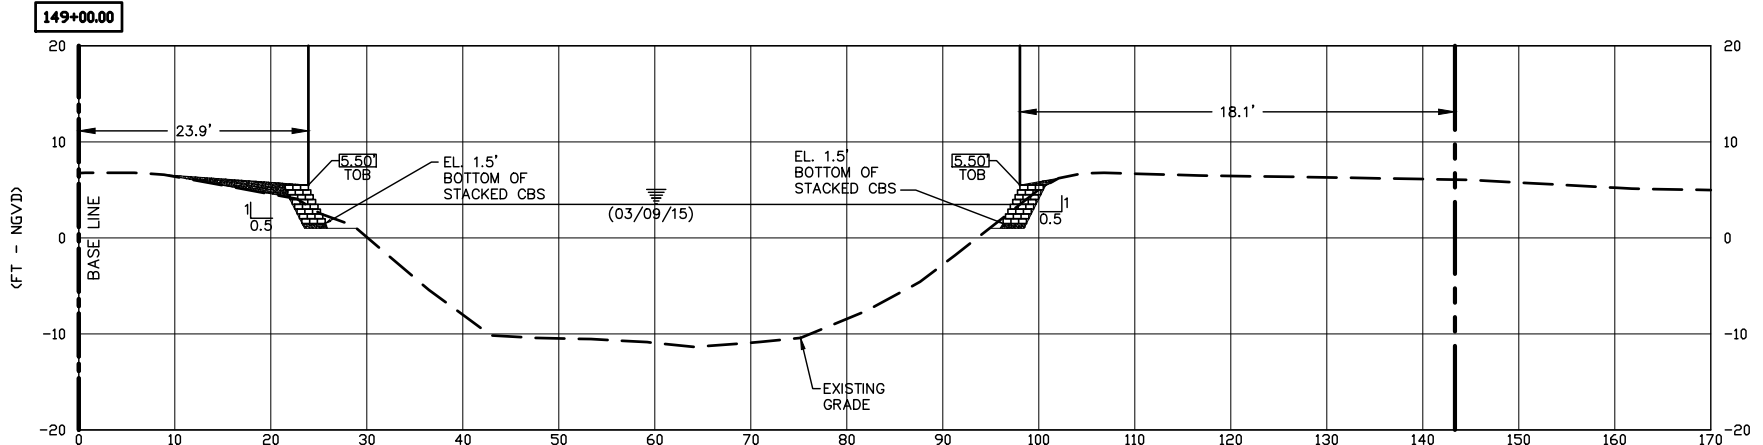 149+00.00
20
20
23.9'
18.1'
10
10
5.50'
TOB
EL. 1.5'
BOTTOM OF
STACKED CBS
EL. 1.5'
BOTTOM OF
STACKED CBS
5.50'
TOB
1
0.5
(03/09/15)
1
0.5
(FT - NGVD)
BASE LINE
0
0
-10
-10
EXISTING
GRADE
-20
-20
0 10 20 30 40 50 60 70 80 90 100 110 120 130 140 150 160 170